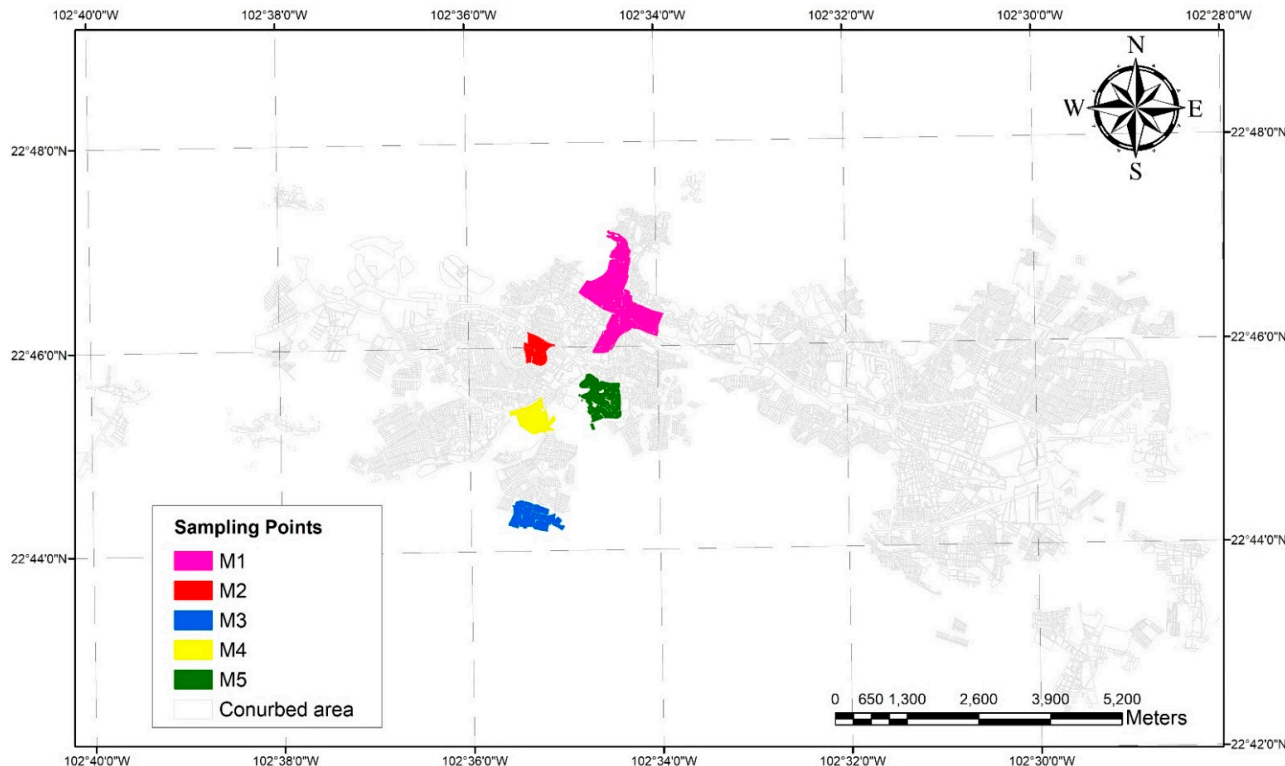 102°40'0"W 102°38'0"W 102°36'0"W 102°34'0"W 102°32'0"W 102°30'0"W 102°28'0"W
N
W E
S
22°48'0"N 22°48'0"N
22°46'0"N 22°46'0"N
22°44'0"N 22°44'0"N
22°42'0"N
Sampling Points
M1
M2
M3
M4
M5
Conurbed area
0 650 1,300 2,600 3,900 5,200
Meters
102°40'0"W 102°38'0"W 102°36'0"W 102°34'0"W 102°32'0"W 102°30'0"W